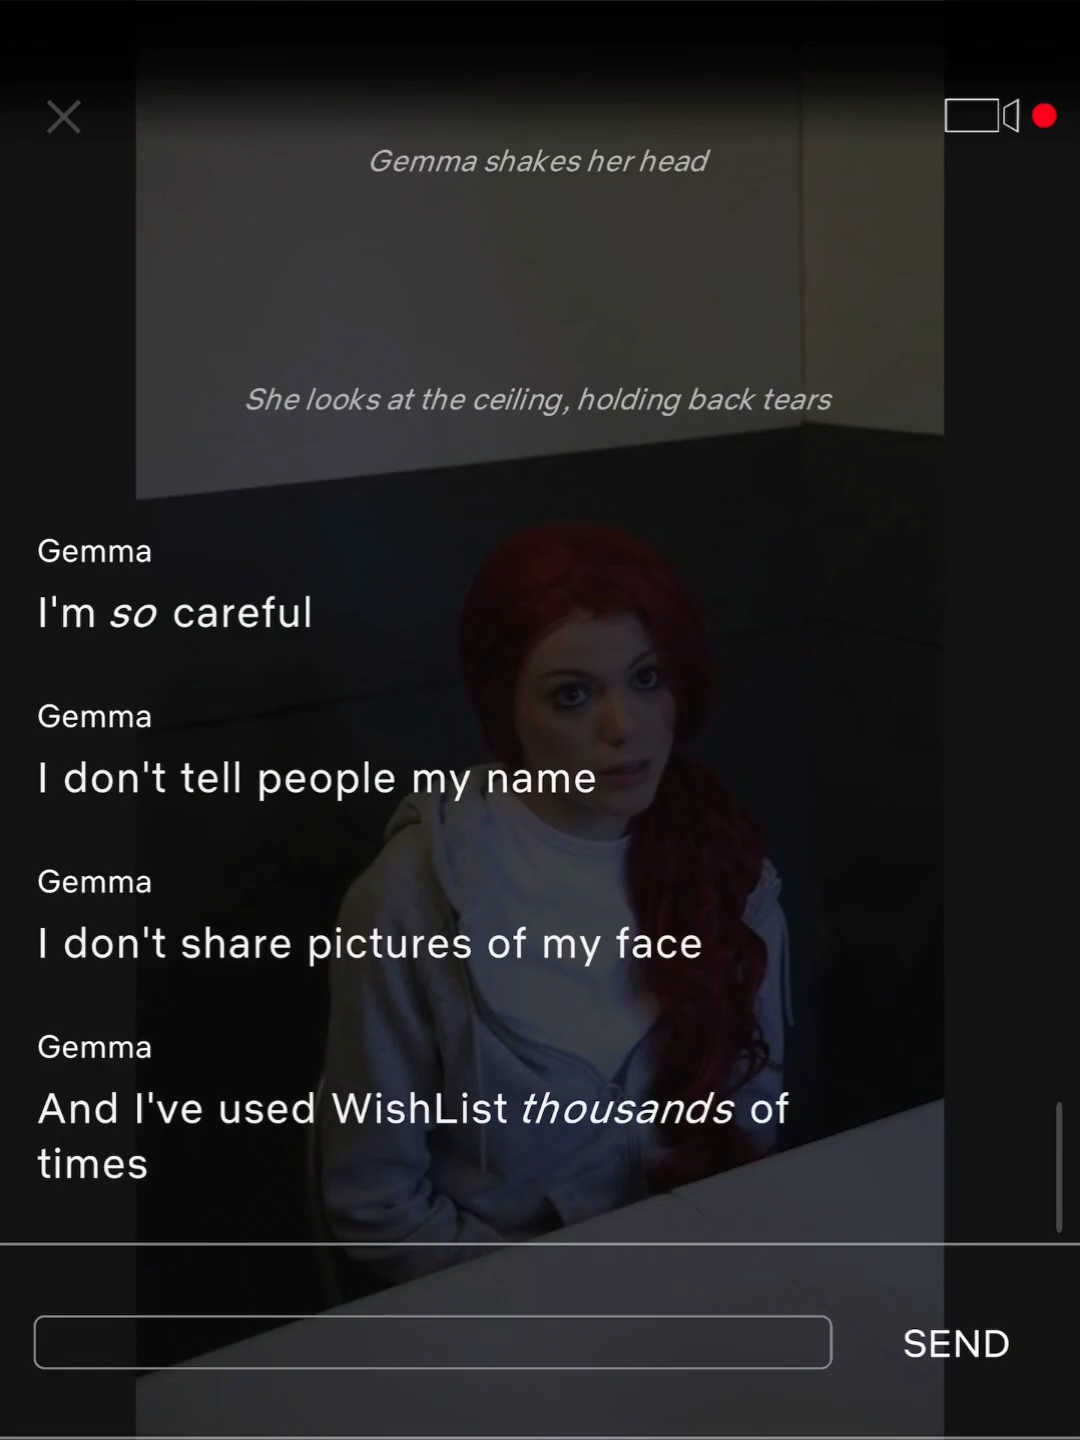 Gemma shakes her head
She looks at the ceiling, holding back tears
Gemma
I'm so careful
Gemma
I don't tell people my name
Gemma
I don't share pictures of my face
Gemma
And I've used WishList thousands of
times
SEND